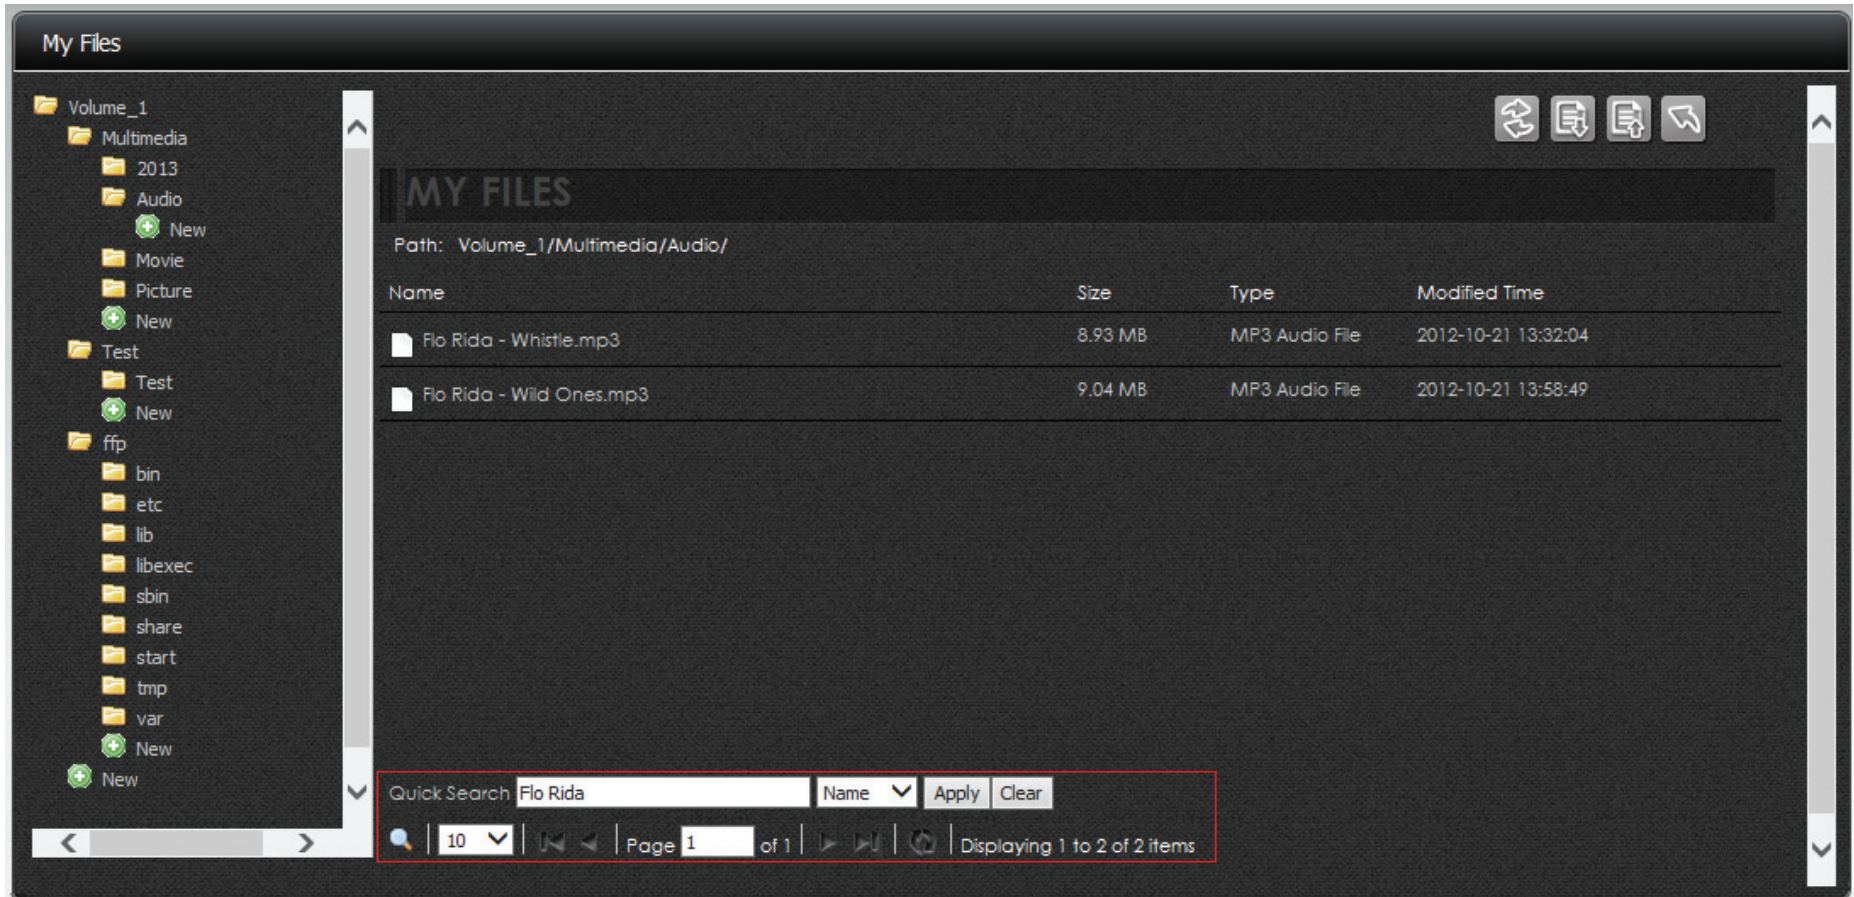 My Files
Volume_1
Multimedia
2013
Audio
New
Movie
Picture
New
Test
Test
New
ffp
bin
etc
lib
libexec
sbin
share
start
tmp
var
New
New
MY FILES
Path: Volume_1/Multimedia/Audio/
Name Size Type Modified Time
Flo Rida - Whistle.mp3 8.93 MB MP3 Audio File 2012-10-21 13:32:04
Flo Rida - Wild Ones.mp3 9.04 MB MP3 Audio File 2012-10-21 13:58:49
Quick Search Flo Rida Name Apply Clear
10 Page 1 of 1 Displaying 1 to 2 of 2 items